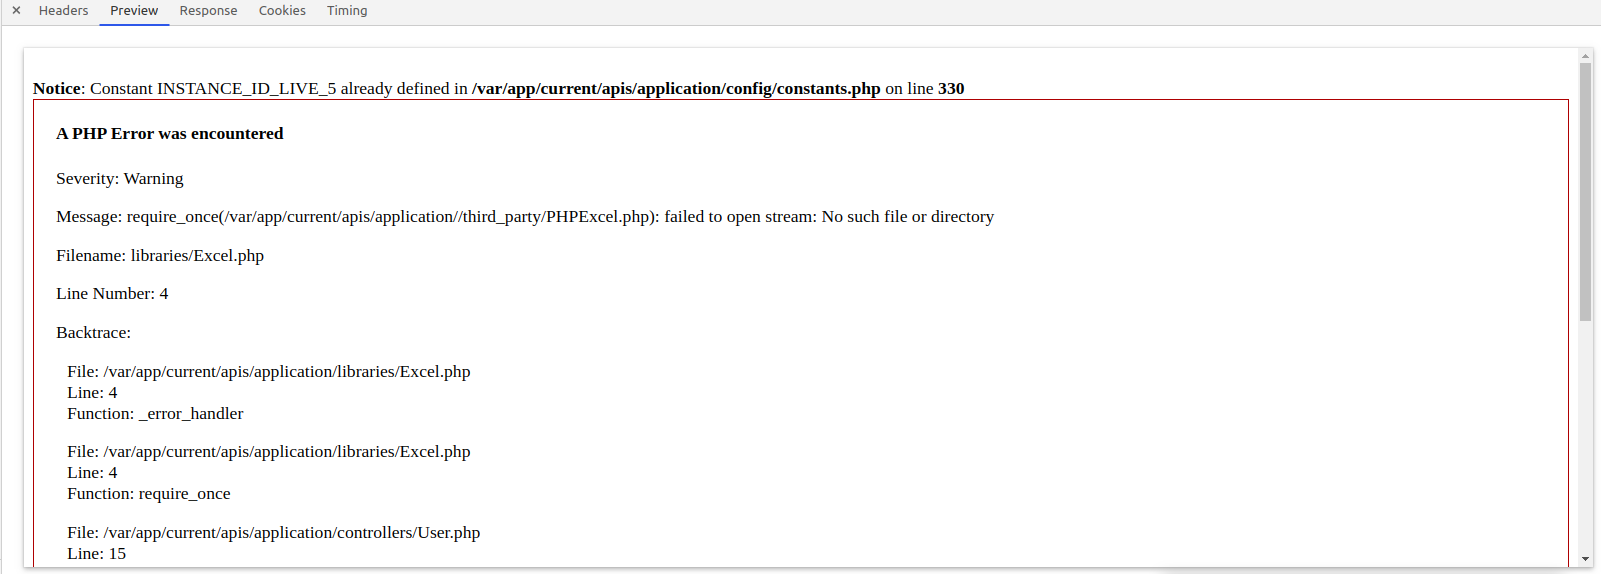 × Headers Preview Response Cookies Timing
Notice: Constant INSTANCE_ID_LIVE_5 already defined in /var/app/current/apis/application/config/constants.php on line 330
A PHP Error was encountered
Severity: Warning
Message: require_once(/var/app/current/apis/application//third_party/PHPExcel.php): failed to open stream: No such file or directory
Filename: libraries/Excel.php
Line Number: 4
Backtrace:
File: /var/app/current/apis/application/libraries/Excel.php
Line: 4
Function: _error_handler
File: /var/app/current/apis/application/libraries/Excel.php
Line: 4
Function: require_once
File: /var/app/current/apis/application/controllers/User.php
Line: 15